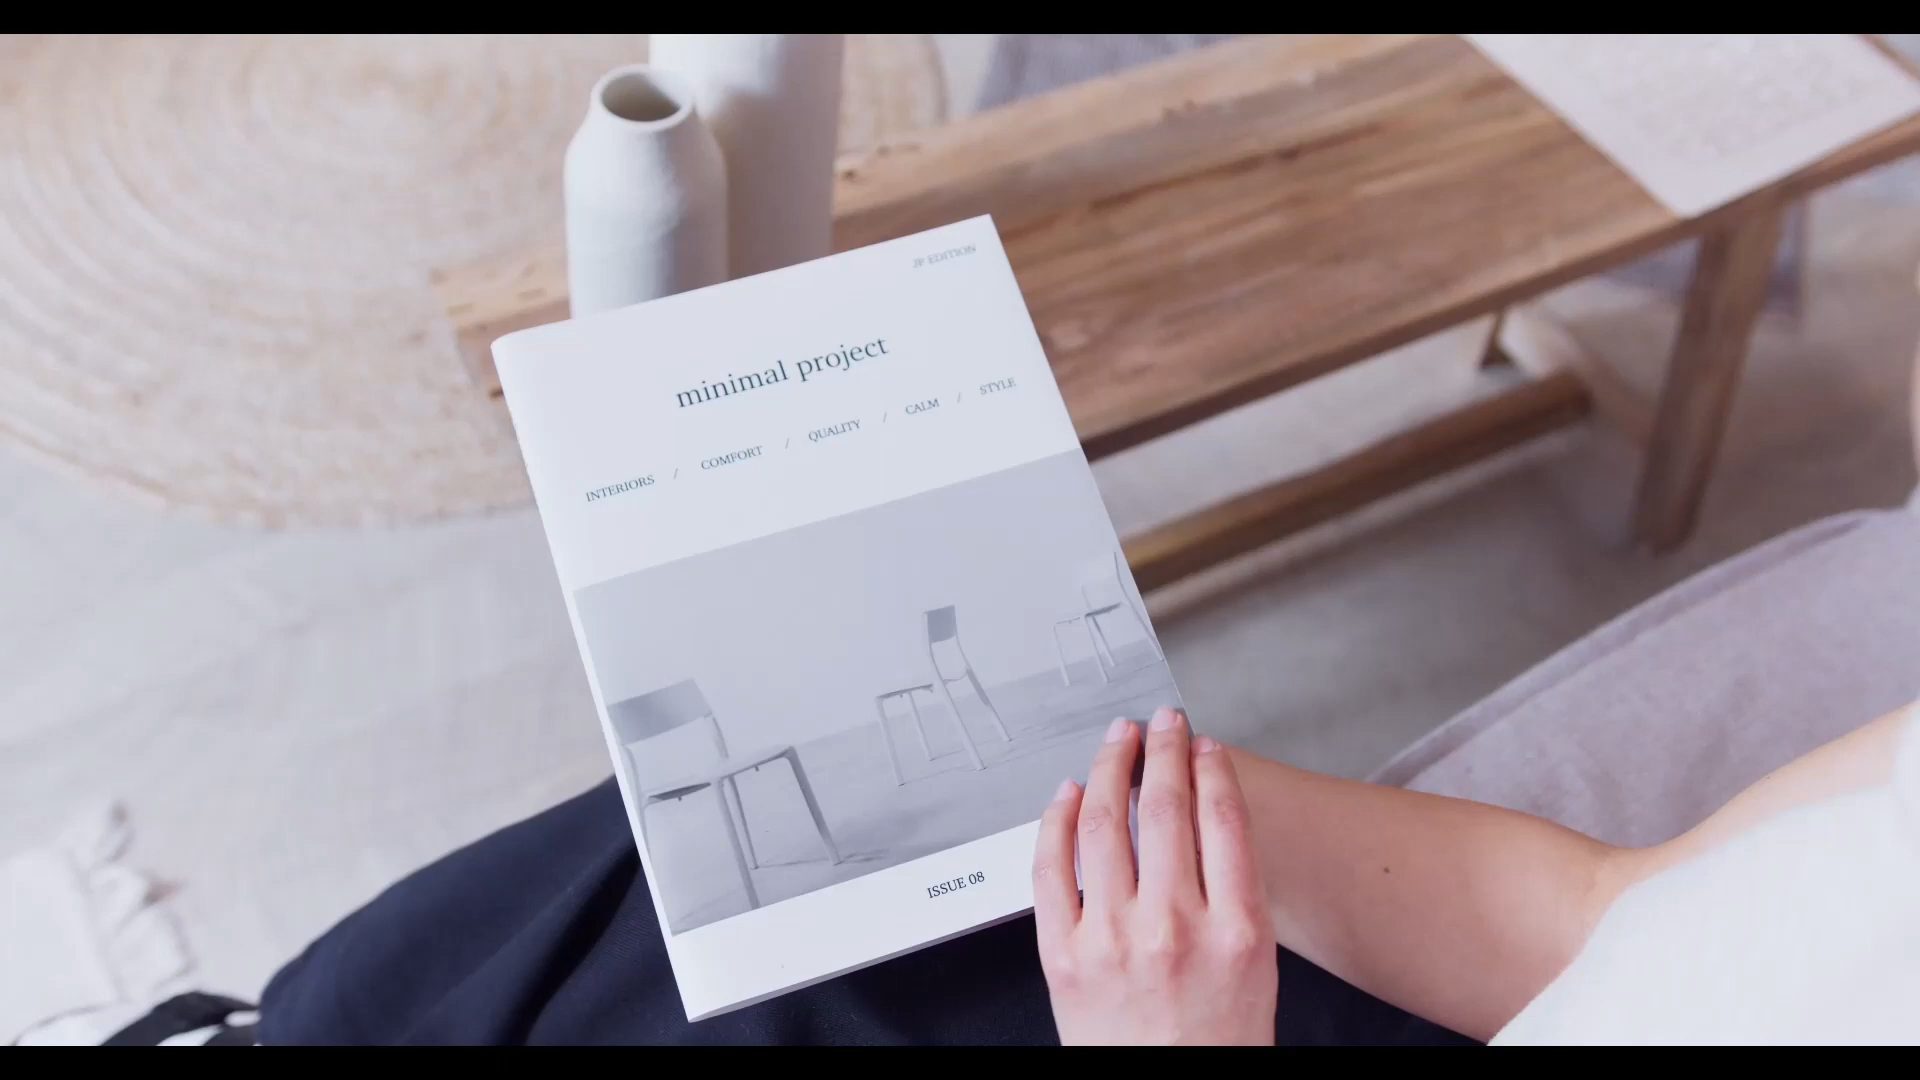 JP EDITION
minimal project
INTERIORS / COMFORT / QUALITY / CALM / STYLE
ISSUE 08